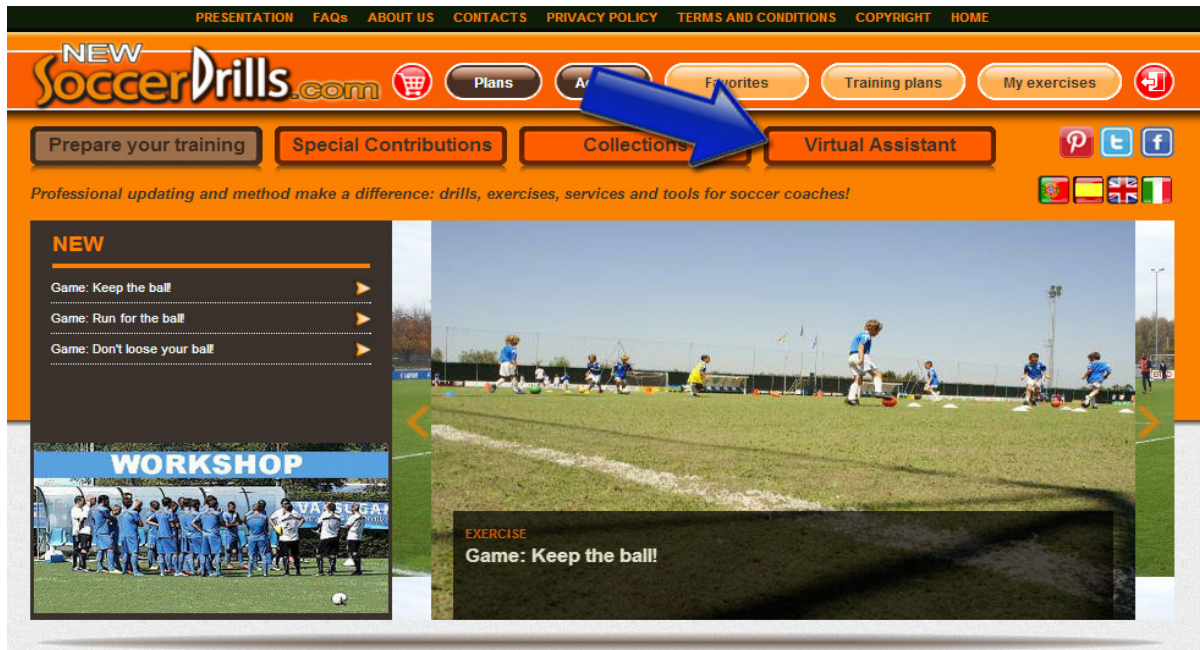 PRESENTATION FAQs ABOUT US CONTACTS PRIVACY POLICY TERMS AND CONDITIONS COPYRIGHT HOME
NEW
SoccerDrills.com
Plans Favorites Training plans My exercises
Prepare your training Special Contributions Collections Virtual Assistant
Professional updating and method make a difference: drills, exercises, services and tools for soccer coaches!
NEW
Game: Keep the ball!
Game: Run for the ball!
Game: Don't loose your ball!
WORKSHOP
EXERCISE
Game: Keep the ball!